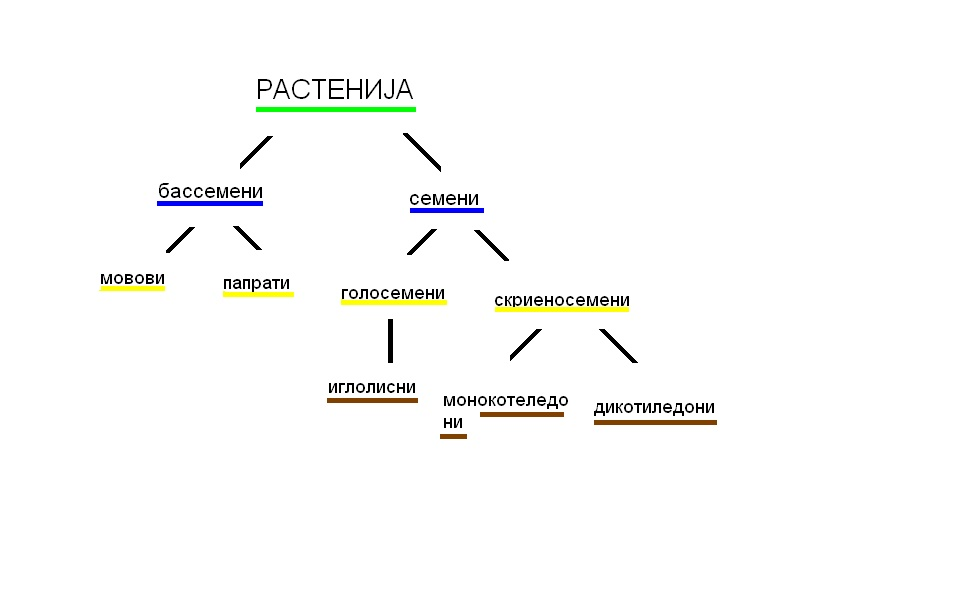 РАСТЕНИЈА
бассемени
семени
мовови
папрати
голосемени
скриеносемени
иглолисни
монокотеледо
ни
дикотиледони